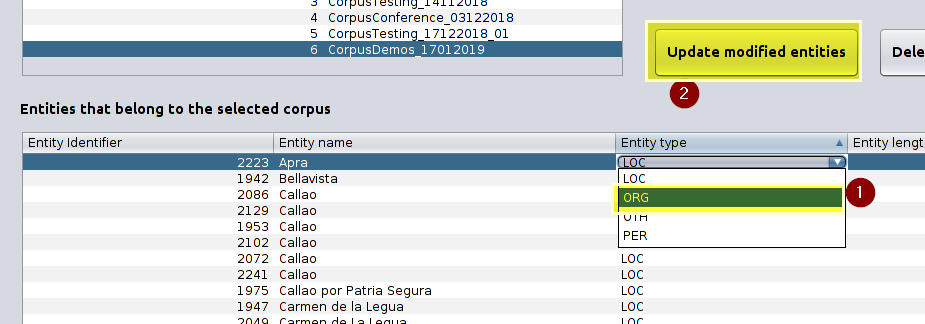 3 CorpusTesting_14112018
4 CorpusConference_03122018
5 CorpusTesting_17122018_01
6 CorpusDemos_17012019
Update modified entities
Dele
2
Entities that belong to the selected corpus
Entity Identifier Entity name Entity type Entity lengt
2223 Apra LOC
1942 Bellavista LOC
2086 Callao ORG
1
2129 Callao OTH
1953 Callao PER
2102 Callao
2072 Callao LOC
2241 Callao LOC
1975 Callao por Patria Segura LOC
1947 Carmen de la Legua LOC
2049 Carmen de la Legua LOC